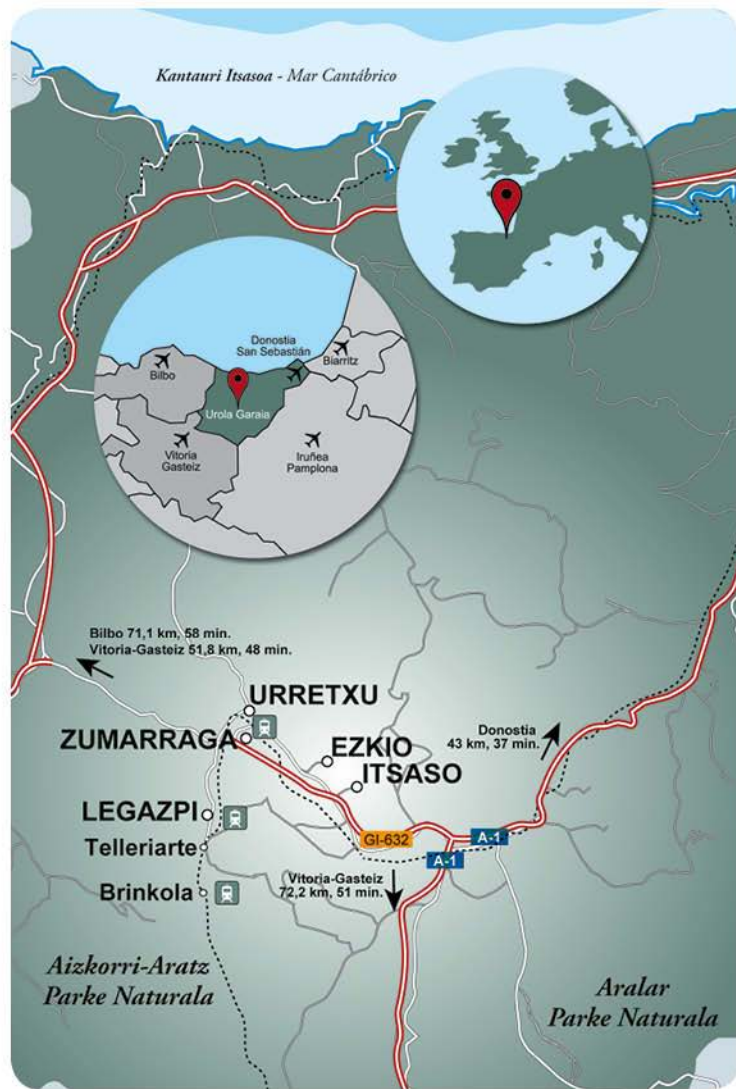 Kantauri Itsasoa - Mar Cantábrico
Donostia
San Sebastián
Bilbo
Biarritz
Urola Garaia
Vitoria
Gasteiz
Iruñea
Pamplona
Bilbo 71,1 km, 58 min.
Vitoria-Gasteiz 51,8 km, 48 min.
URRETXU
ZUMARRAGA
EZKIO
ITSASO
Donostia
43 km, 37 min.
LEGAZPI
Telleriarte
GI-632
A-1
A-1
Vitoria-Gasteiz
72,2 km, 51 min.
Brinkola
Aizkorri-Aratz
Parke Naturala
Aralar
Parke Naturala